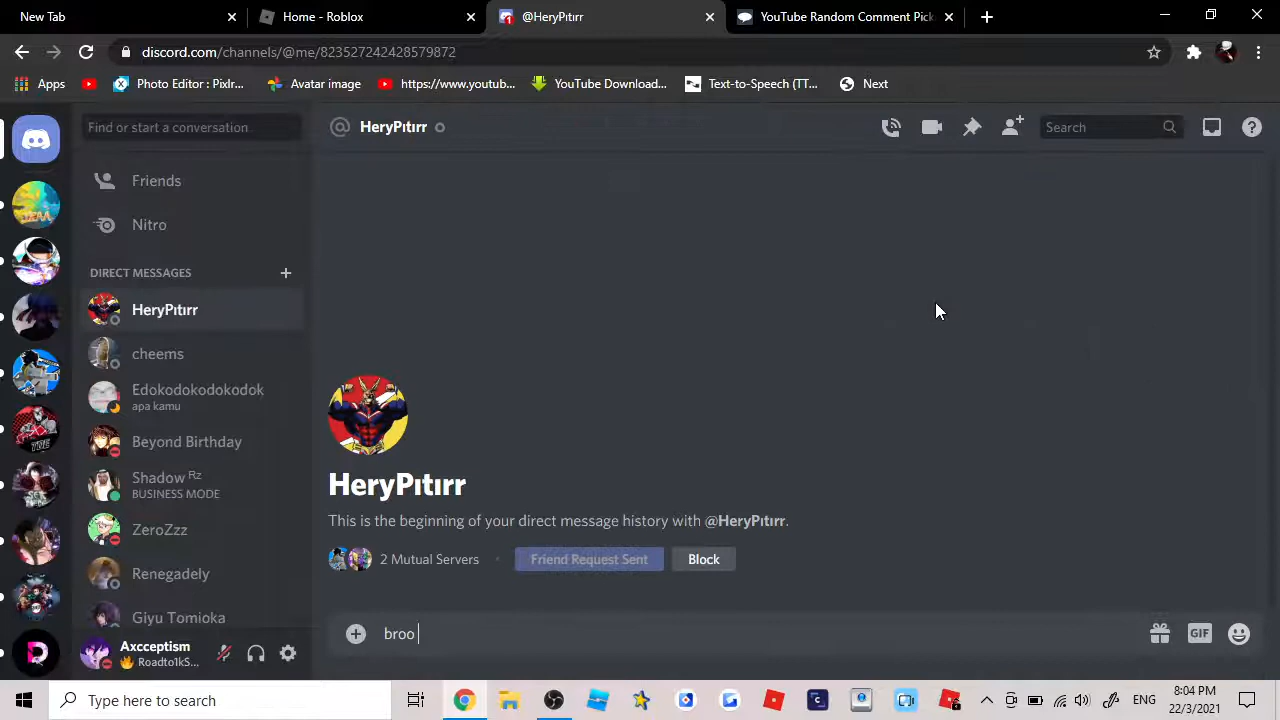 New Tab
Home - Roblox
@HeryPıtırr
YouTube Random Comment Pick
discord.com/channels/@me/823527242428579872
Apps
Photo Editor : Pixlr...
Avatar image
https://www.youtub...
YouTube Download...
Text-to-Speech (TT...
Next
Find or start a conversation
HeryPıtırr
Search
Friends
Nitro
DIRECT MESSAGES
HeryPıtırr
cheems
Edokodokodokodok
apa kamu
Beyond Birthday
Shadow ᴿᶻ
BUSINESS MODE
ZeroZzz
Renegadely
Giyu Tomioka
Axcceptism
Roadto1kS...
HeryPıtırr
This is the beginning of your direct message history with @HeryPıtırr.
2 Mutual Servers
Friend Request Sent
Block
broo
GIF
Type here to search
ENG
8:04 PM
22/3/2021